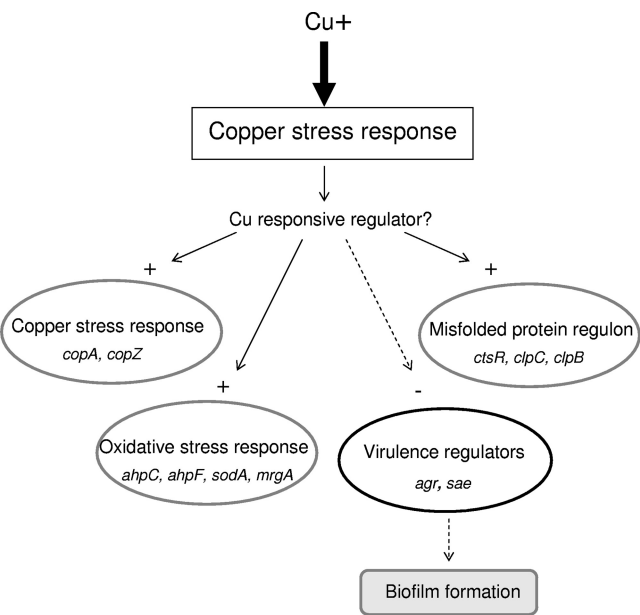 Cu+
Copper stress response
Cu responsive regulator?
+
+
Copper stress response
copA, copZ
Misfolded protein regulon
ctsR, clpC, clpB
+
-
Oxidative stress response
ahpC, ahpF, sodA, mrgA
Virulence regulators
agr, sae
Biofilm formation